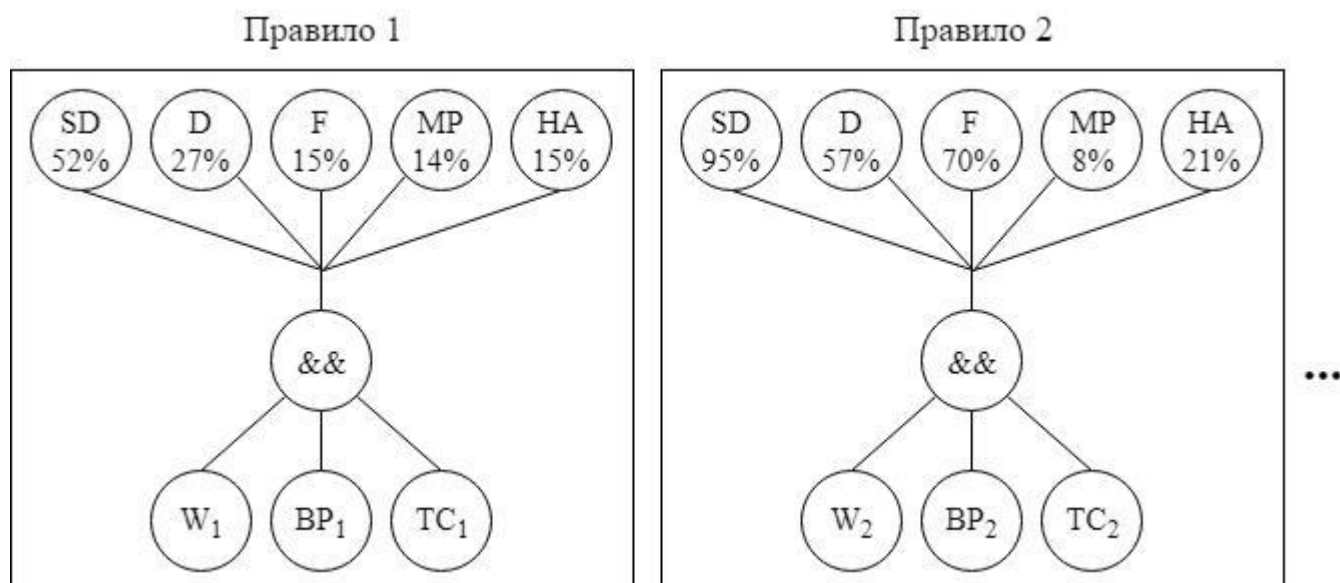 Правило 1
SD
52%
D
27%
F
15%
MP
14%
HA
15%
&&
W1
BP1
TC1
Правило 2
SD
95%
D
57%
F
70%
MP
8%
HA
21%
&&
W2
BP2
TC2
...